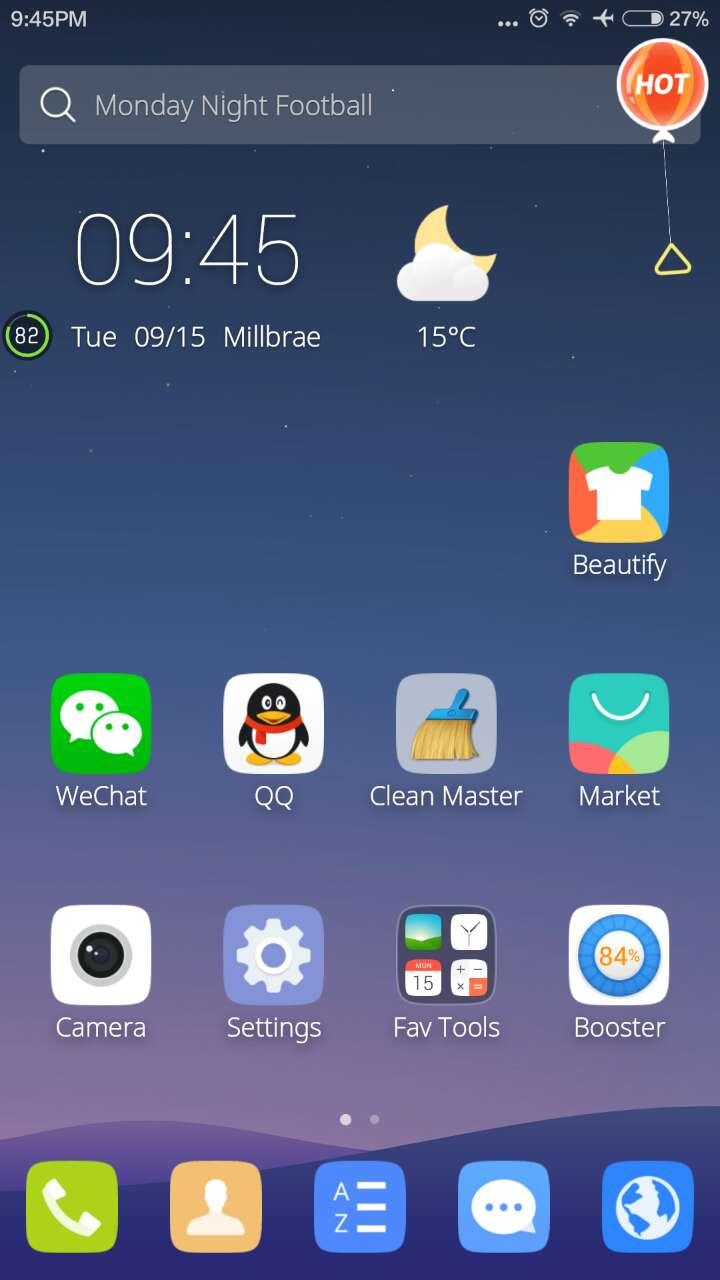 9:45PM 27%
Monday Night Football
HOT
09:45
82 Tue 09/15 Millbrae 15°C
Beautify
WeChat QQ Clean Master Market
MON
15
84%
Camera Settings Fav Tools Booster
A
Z